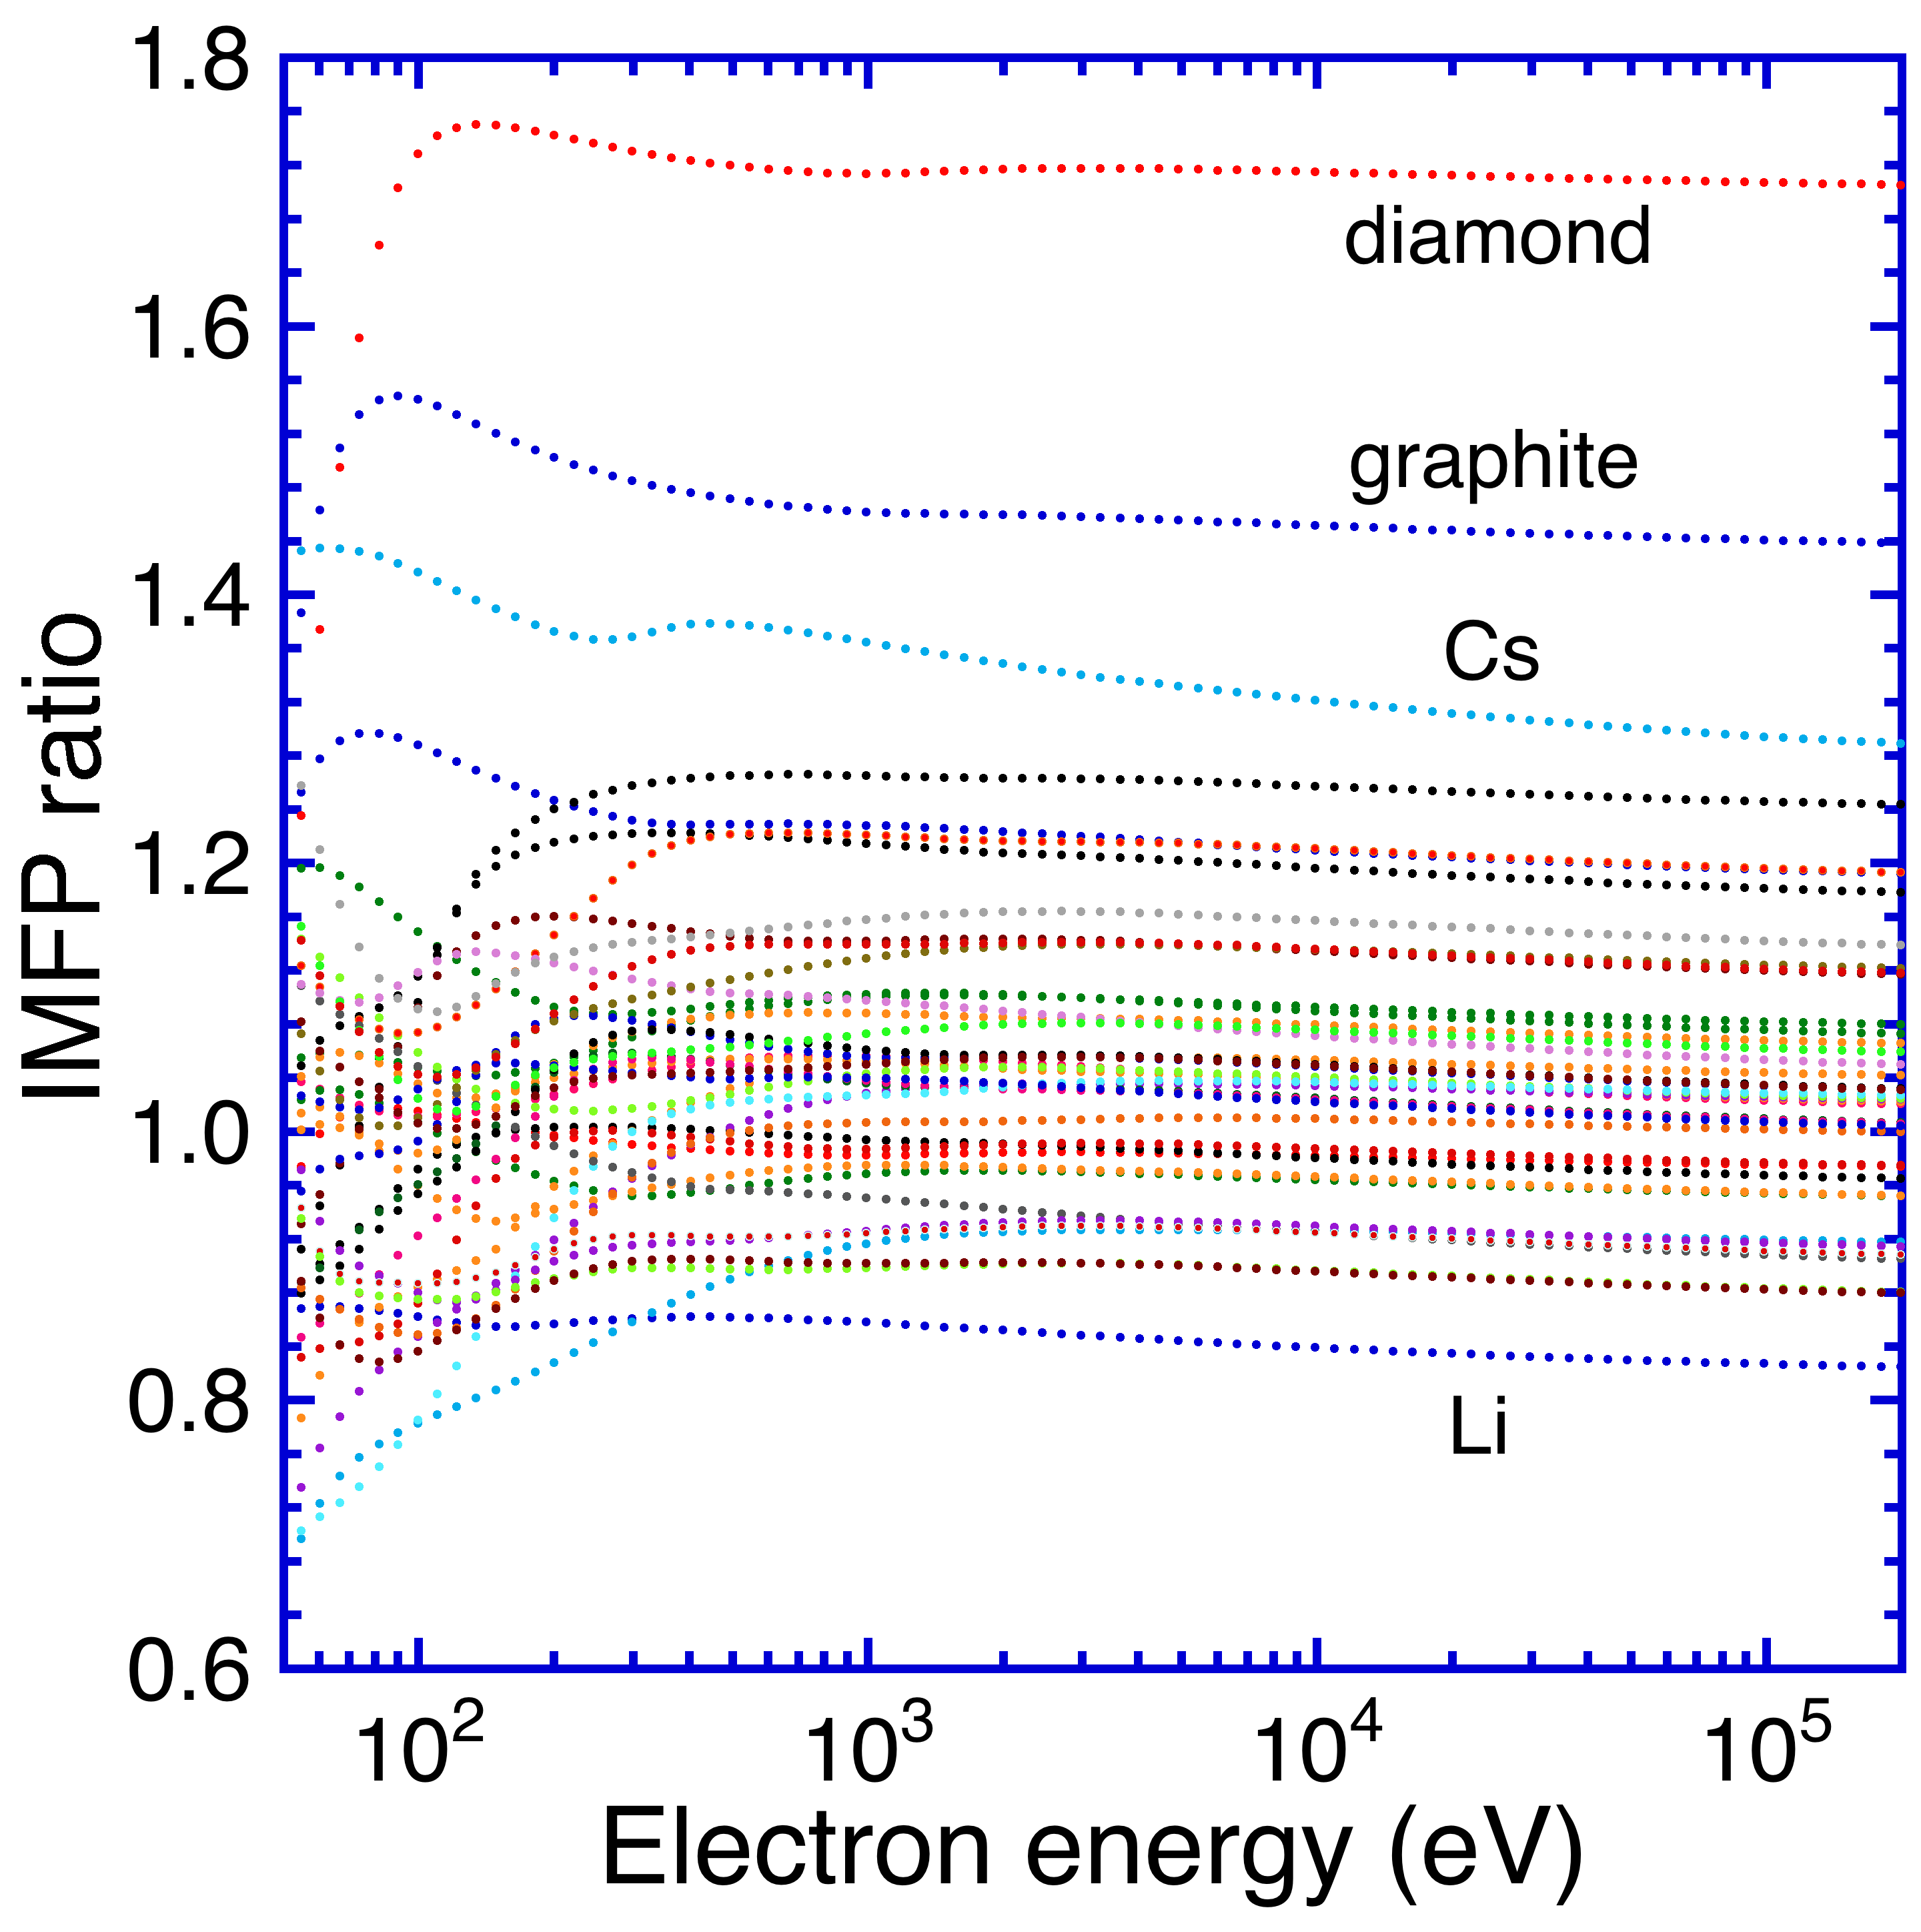 1.8
1.6
1.4
1.2
1.0
0.8
0.6
IMFP ratio
diamond
graphite
Cs
Li
10² 10³ 10⁴ 10⁵
Electron energy (eV)